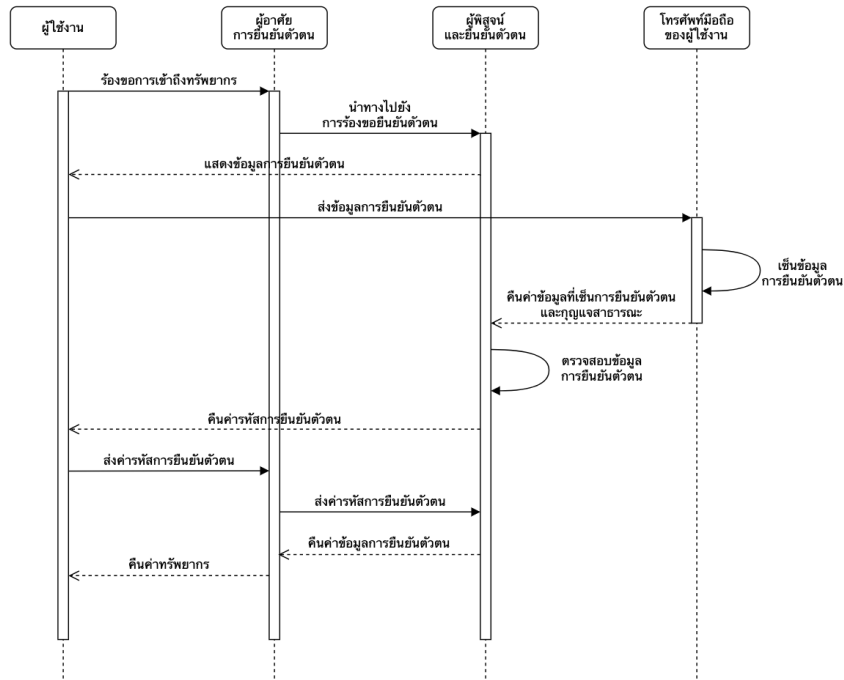 ผู้ใช้งาน
ผู้อาศัย
การยืนยันตัวตน
ผู้พิสูจน์
และยืนยันตัวตน
โทรศัพท์มือถือ
ของผู้ใช้งาน
ร้องขอการเข้าถึงทรัพยากร
นำทางไปยัง
การร้องขอยืนยันตัวตน
แสดงข้อมูลการยืนยันตัวตน
ส่งข้อมูลการยืนยันตัวตน
เซ็นข้อมูล
การยืนยันตัวตน
คืนค่าข้อมูลที่เซ็นการยืนยันตัวตน
และกุญแจสาธารณะ
ตรวจสอบข้อมูล
การยืนยันตัวตน
คืนค่ารหัสการยืนยันตัวตน
ส่งค่ารหัสการยืนยันตัวตน
ส่งค่ารหัสการยืนยันตัวตน
คืนค่าข้อมูลการยืนยันตัวตน
คืนค่าทรัพยากร